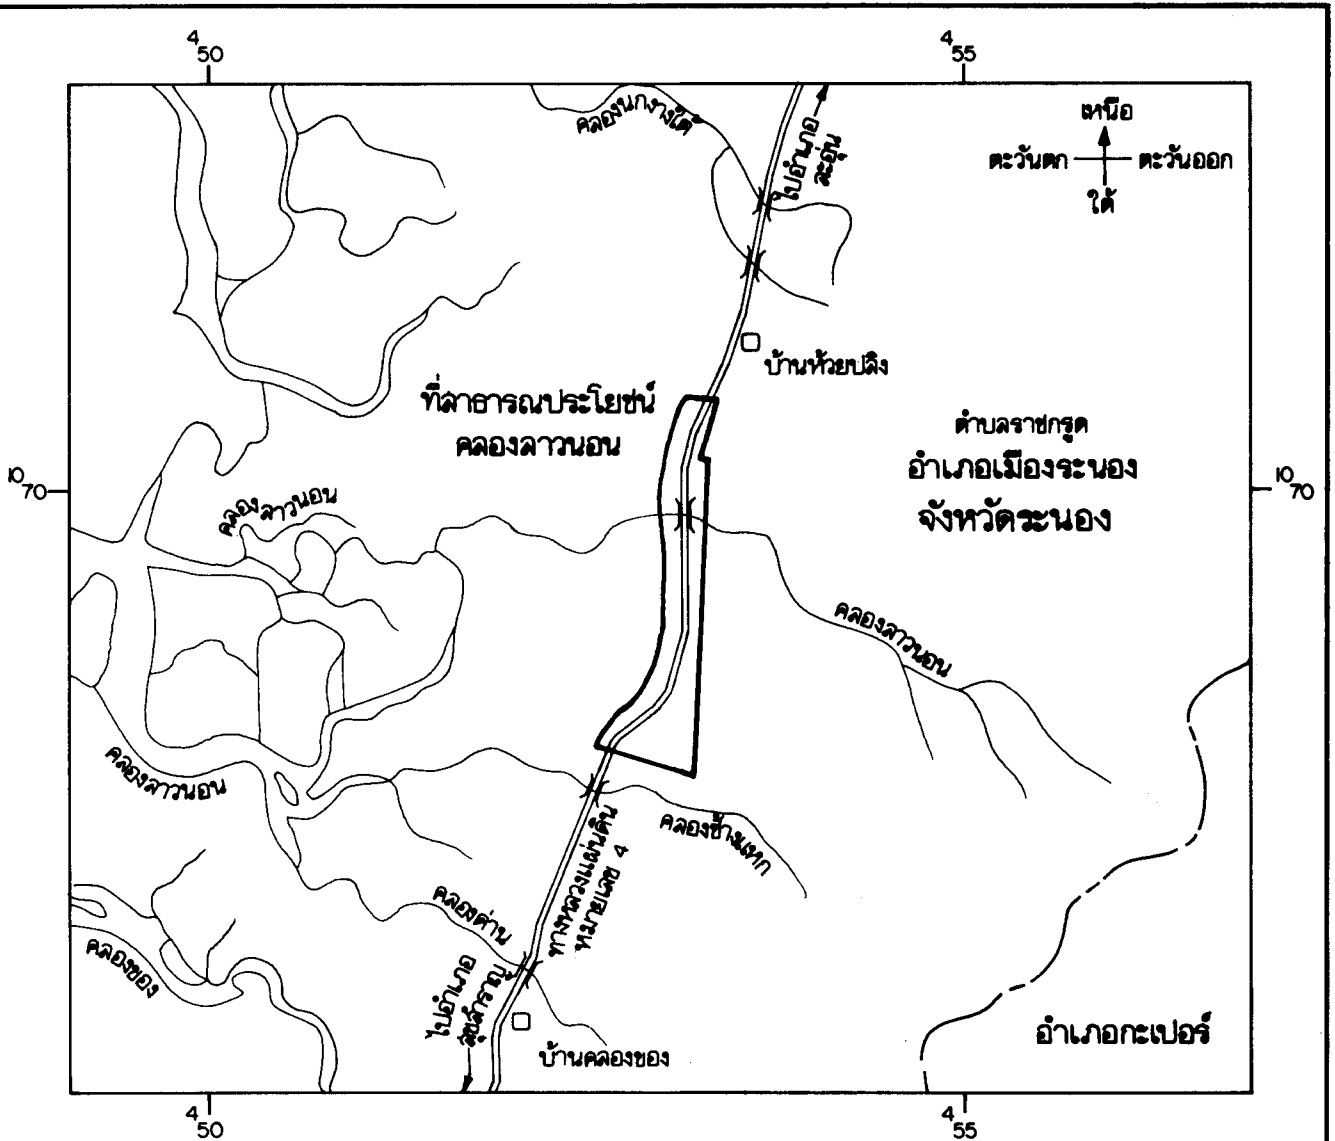 4 50
4 55
เหนือ
ตะวันตก
ตะวันออก
ใต้
คลองนกงางใต้
ไปอำเภอ
ละอุ่น
บ้านห้วยปลิง
ที่สาธารณประโยชน์
คลองลาวนอน
ตำบลราชกรูด
อำเภอเมืองระนอง
จังหวัดระนอง
10 70
10 70
คลองลาวนอน
คลองลาวนอน
คลองลาวนอน
คลองช้างแหก
ทางหลวงแผ่นดิน
หมายเลข 4
คลองด่าน
คลองของ
ไปอำเภอ
สุขสำราญ
บ้านคลองของ
อำเภอกะเปอร์
4 50
4 55